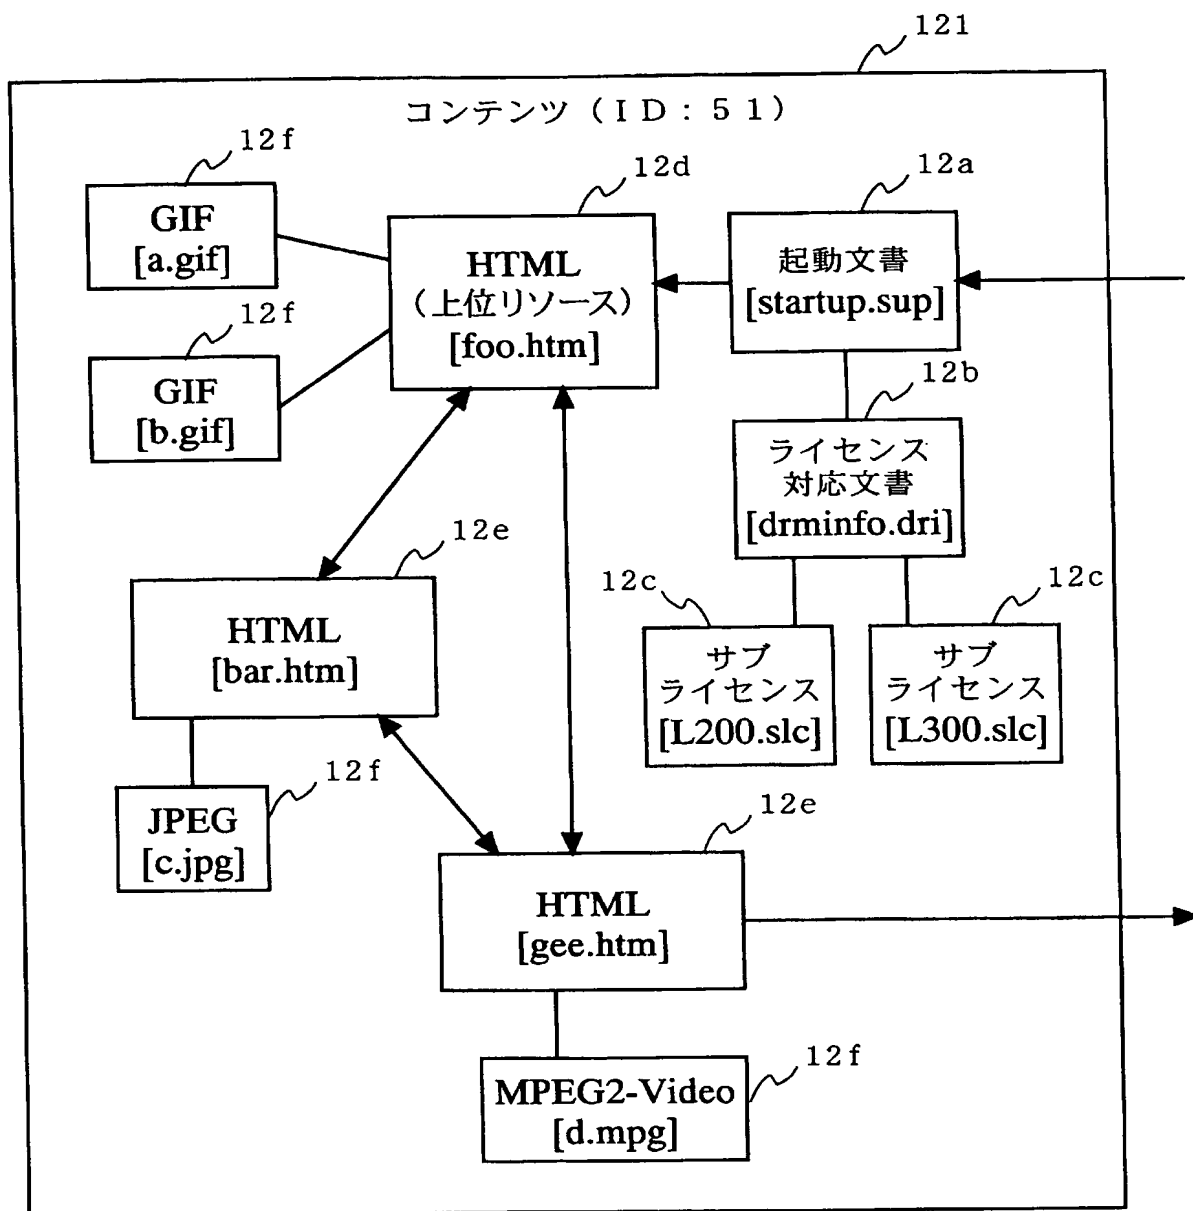 121
コンテンツ(ID:51)
12f
GIF
[a.gif]
12d
HTML
(上位リソース)
[foo.htm]
12a
起動文書
[startup.sup]
12f
GIF
[b.gif]
12b
ライセンス
対応文書
[drminfo.dri]
12e
HTML
[bar.htm]
12c
サブ
ライセンス
[L200.slc]
12c
サブ
ライセンス
[L300.slc]
12f
JPEG
[c.jpg]
12e
HTML
[gee.htm]
12f
MPEG2-Video
[d.mpg]